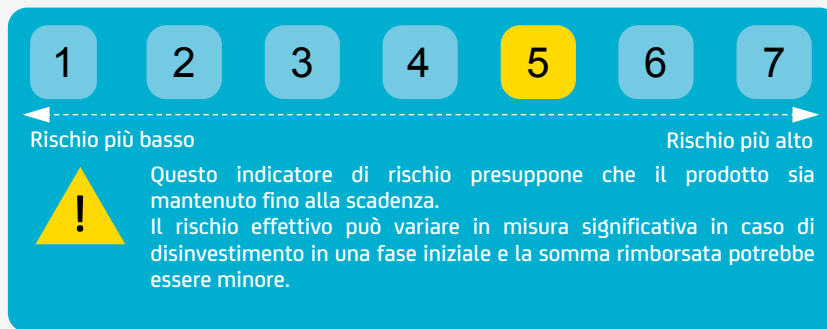 1 2 3 4 5 6 7
Rischio più basso Rischio più alto
!
Questo indicatore di rischio presuppone che il prodotto sia
mantenuto fino alla scadenza.
Il rischio effettivo può variare in misura significativa in caso di
disinvestimento in una fase iniziale e la somma rimborsata potrebbe
essere minore.